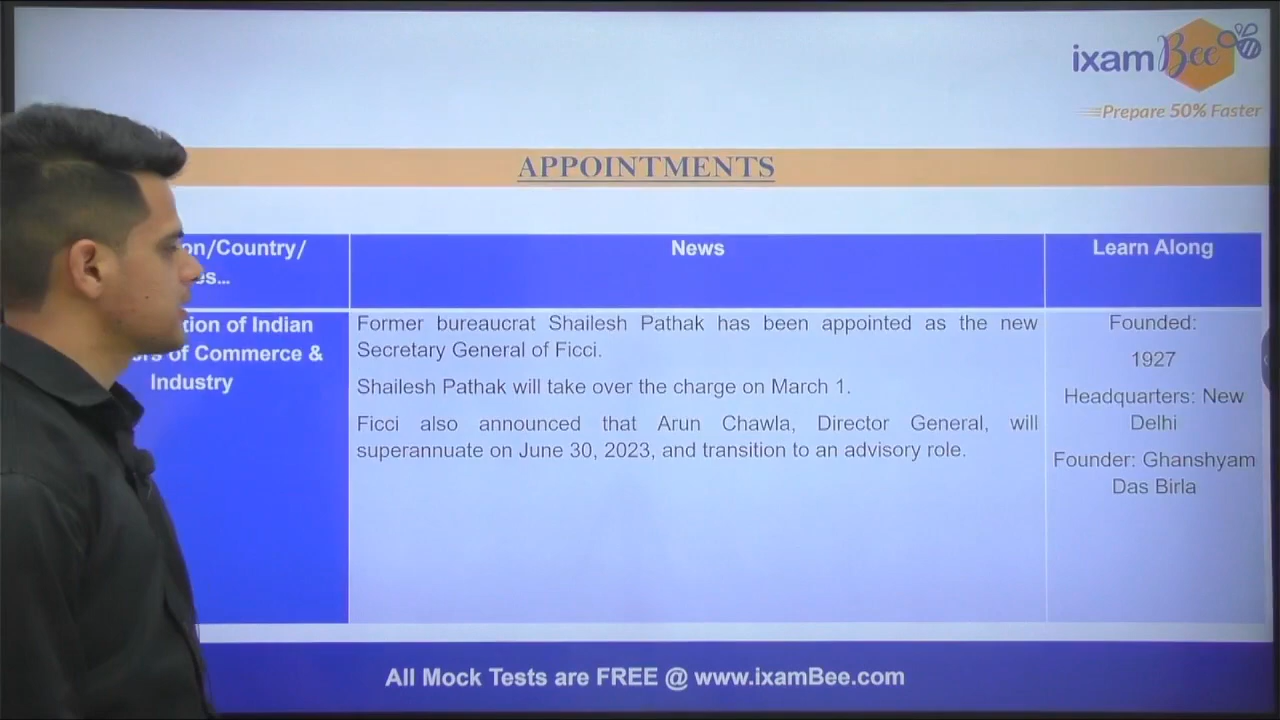 ixamBee
Prepare 50% Faster
APPOINTMENTS
/Country/
News
Learn Along
of Indian
of Commerce &
Industry
Former bureaucrat Shailesh Pathak has been appointed as the new
Secretary General of Ficci.
Shailesh Pathak will take over the charge on March 1.
Ficci also announced that Arun Chawla, Director General, will
superannuate on June 30, 2023, and transition to an advisory role.
Founded:
1927
Headquarters: New
Delhi
Founder: Ghanshyam
Das Birla
All Mock Tests are FREE @ www.ixamBee.com